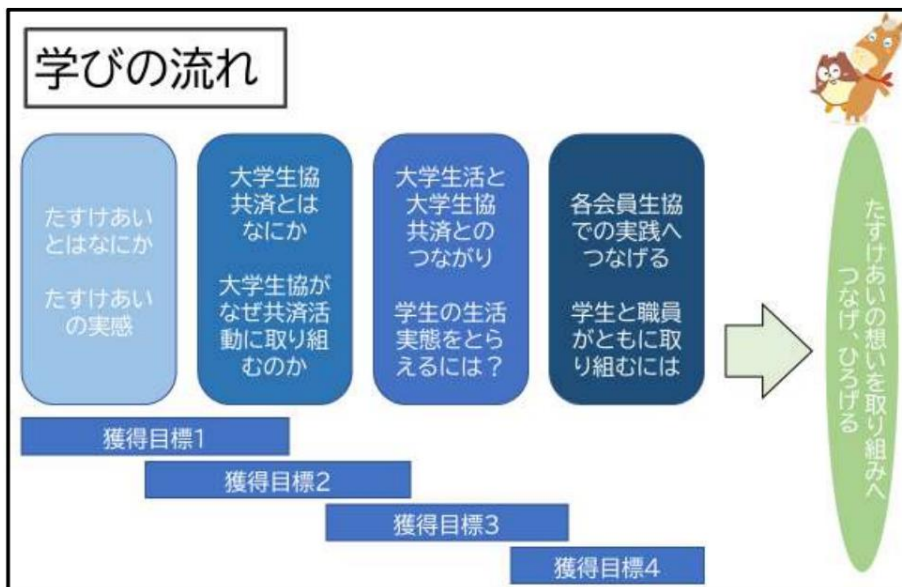 学びの流れ
たすけあい
とはなにか
たすけあい
の実感
大学生協
共済とは
なにか
大学生協が
なぜ共済活
動に取り組
むのか
大学生活と
大学生協
共済との
つながり
学生の生活
実態をとら
えるには？
各会員生協
での実践へ
つなげる
学生と職員
がともに取
り組むには
たすけあいの想いを取り組みへ
つなげ、ひろげる
獲得目標1
獲得目標2
獲得目標3
獲得目標4